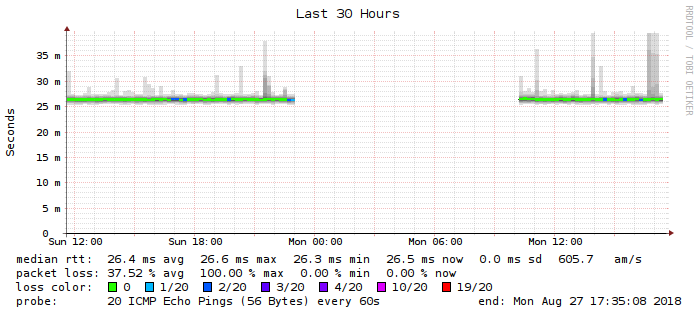 Last 30 Hours
RRDTOOL / TOBI OETIKER
Seconds
35 m
30 m
25 m
20 m
15 m
10 m
5 m
0
Sun 12:00 Sun 18:00 Mon 00:00 Mon 06:00 Mon 12:00
median rtt: 26.4 ms avg 26.6 ms max 26.3 ms min 26.5 ms now 0.0 ms sd 605.7 am/s
packet loss: 37.52 % avg 100.00 % max 0.00 % min 0.00 % now
loss color: 0 1/20 2/20 3/20 4/20 10/20 19/20
probe: 20 ICMP Echo Pings (56 Bytes) every 60s end: Mon Aug 27 17:35:08 2018